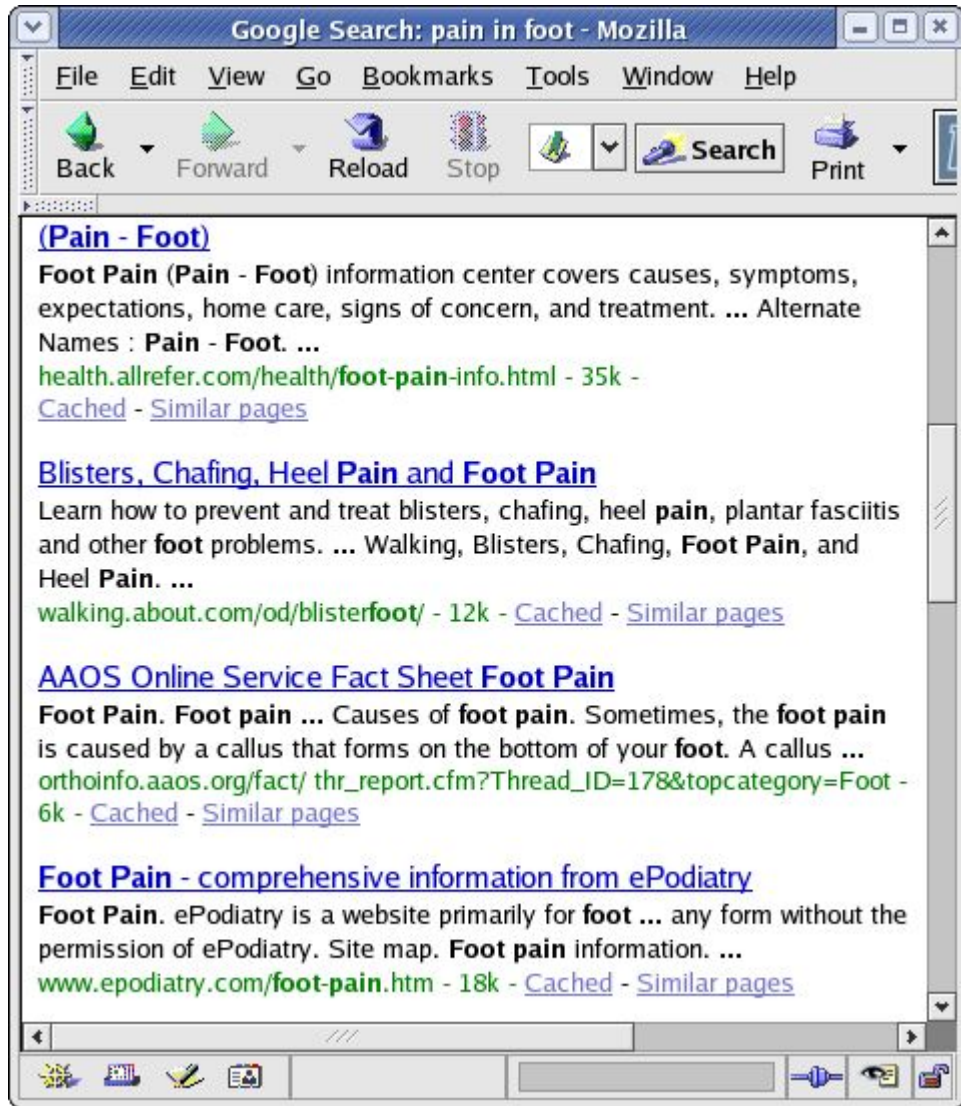 Google Search: pain in foot - Mozilla
File Edit View Go Bookmarks Tools Window Help
Back Forward Reload Stop Search Print
(Pain - Foot)
Foot Pain (Pain - Foot) information center covers causes, symptoms,
expectations, home care, signs of concern, and treatment. ... Alternate
Names : Pain - Foot. ...
health.allrefer.com/health/foot-pain-info.html - 35k -
Cached - Similar pages
Blisters, Chafing, Heel Pain and Foot Pain
Learn how to prevent and treat blisters, chafing, heel pain, plantar fasciitis
and other foot problems. ... Walking, Blisters, Chafing, Foot Pain, and
Heel Pain. ...
walking.about.com/od/blisterfoot/ - 12k - Cached - Similar pages
AAOS Online Service Fact Sheet Foot Pain
Foot Pain. Foot pain ... Causes of foot pain. Sometimes, the foot pain
is caused by a callus that forms on the bottom of your foot. A callus ...
orthoinfo.aaos.org/fact/ thr_report.cfm?Thread_ID=178&topcategory=Foot -
6k - Cached - Similar pages
Foot Pain - comprehensive information from ePodiatry
Foot Pain. ePodiatry is a website primarily for foot ... any form without the
permission of ePodiatry. Site map. Foot pain information. ...
www.epodiatry.com/foot-pain.htm - 18k - Cached - Similar pages